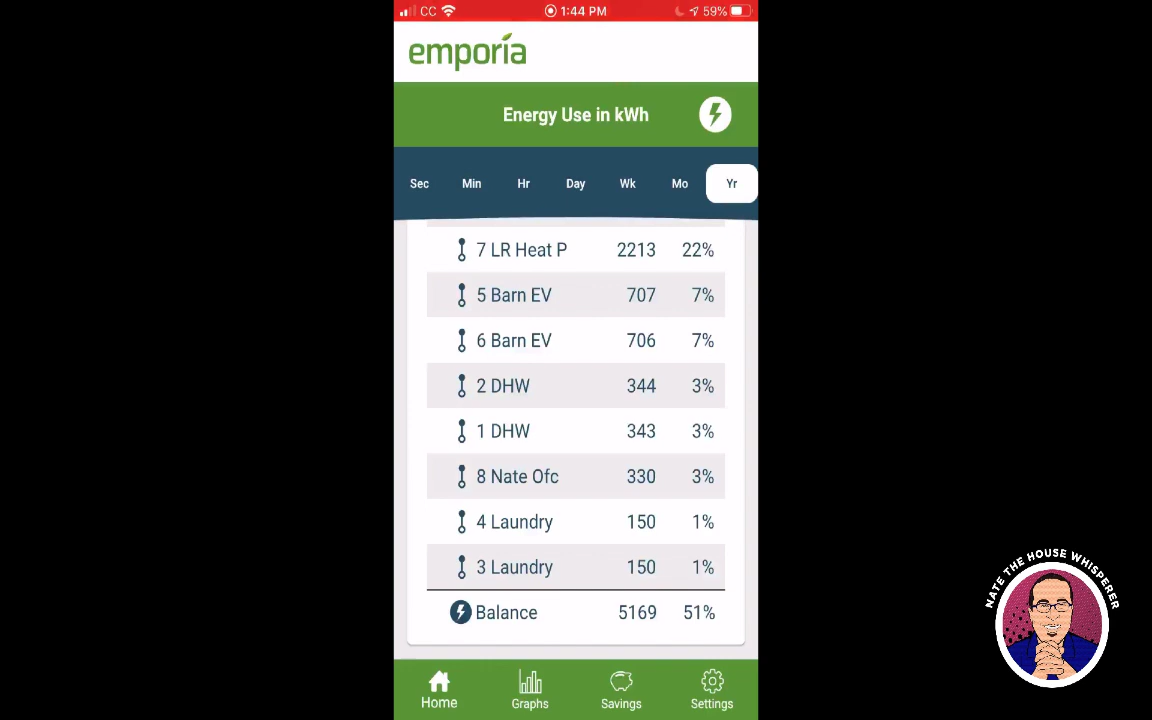 CC 1:44 PM 59%
emporia
Energy Use in kWh
Sec Min Hr Day Wk Mo Yr
7 LR Heat P 2213 22%
5 Barn EV 707 7%
6 Barn EV 706 7%
2 DHW 344 3%
1 DHW 343 3%
8 Nate Ofc 330 3%
4 Laundry 150 1%
3 Laundry 150 1%
Balance 5169 51%
Home Graphs Savings Settings
NATE THE HOUSE WHISPERER